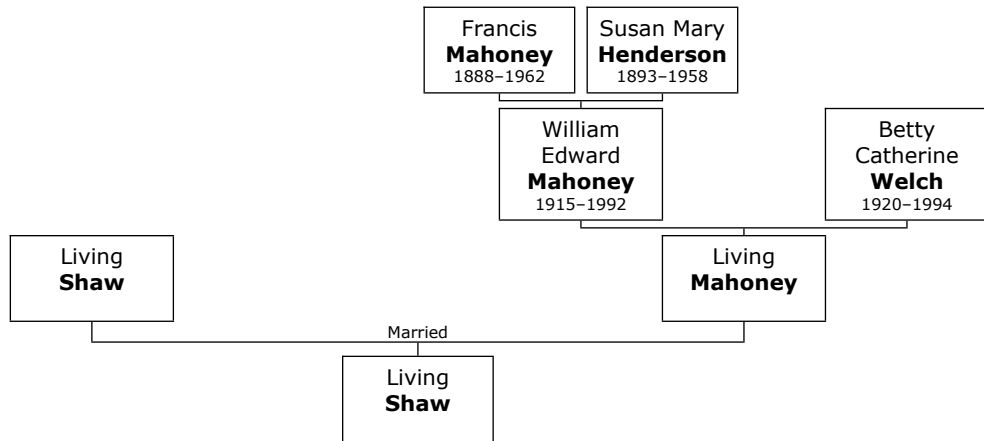 Francis
Mahoney
1888–1962
Susan Mary
Henderson
1893–1958
William
Edward
Mahoney
1915–1992
Betty
Catherine
Welch
1920–1994
Living
Shaw
Living
Mahoney
Married
Living
Shaw